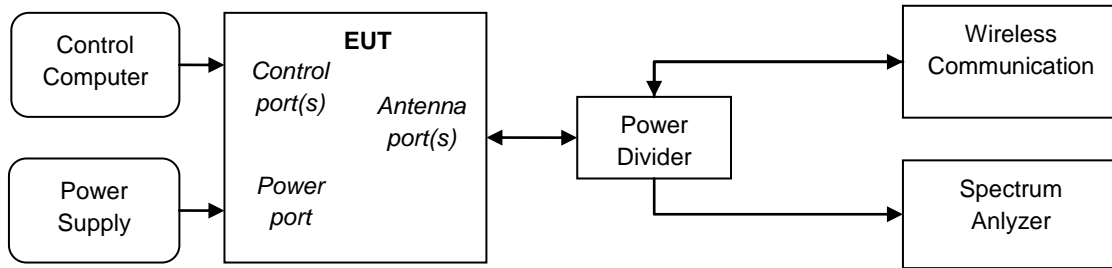 Control
Computer
Power
Supply
EUT
Control
port(s)
Antenna
port(s)
Power
port
Power
Divider
Wireless
Communication
Spectrum
Anlyzer